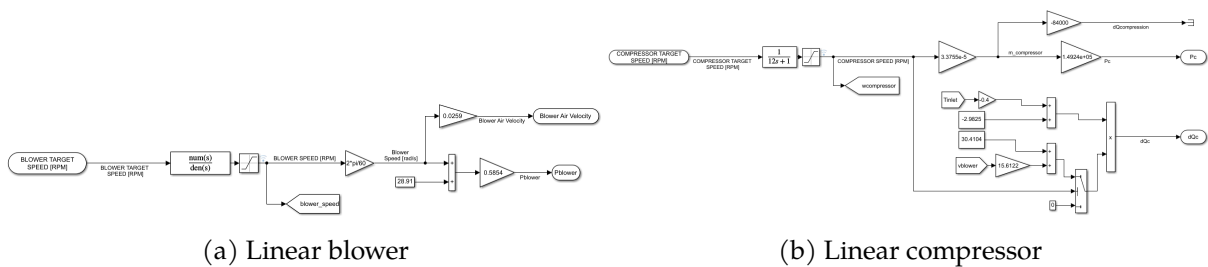 BLOWER TARGET
SPEED [RPM]
BLOWER TARGET
SPEED [RPM]
num(s)
den(s)
BLOWER SPEED [RPM]
blower_speed
2*pi/60
Blower
Speed [rad/s]
0.0259
Blower Air Velocity
Blower Air Velocity
28.91
+
+
0.5854
Pblower
Pblower
(a) Linear blower
COMPRESSOR TARGET
SPEED [RPM]
COMPRESSOR TARGET
SPEED [RPM]
1
12s + 1
COMPRESSOR SPEED [RPM]
wcompressor
3.3755e-5
m_compressor
-84000
dQcompression
1.4924e+05
Pc
Pc
Tinlet
-0.4
-2.9825
+
+
30.4104
vblower
15.6122
+
+
0
x
dQc
dQc
(b) Linear compressor